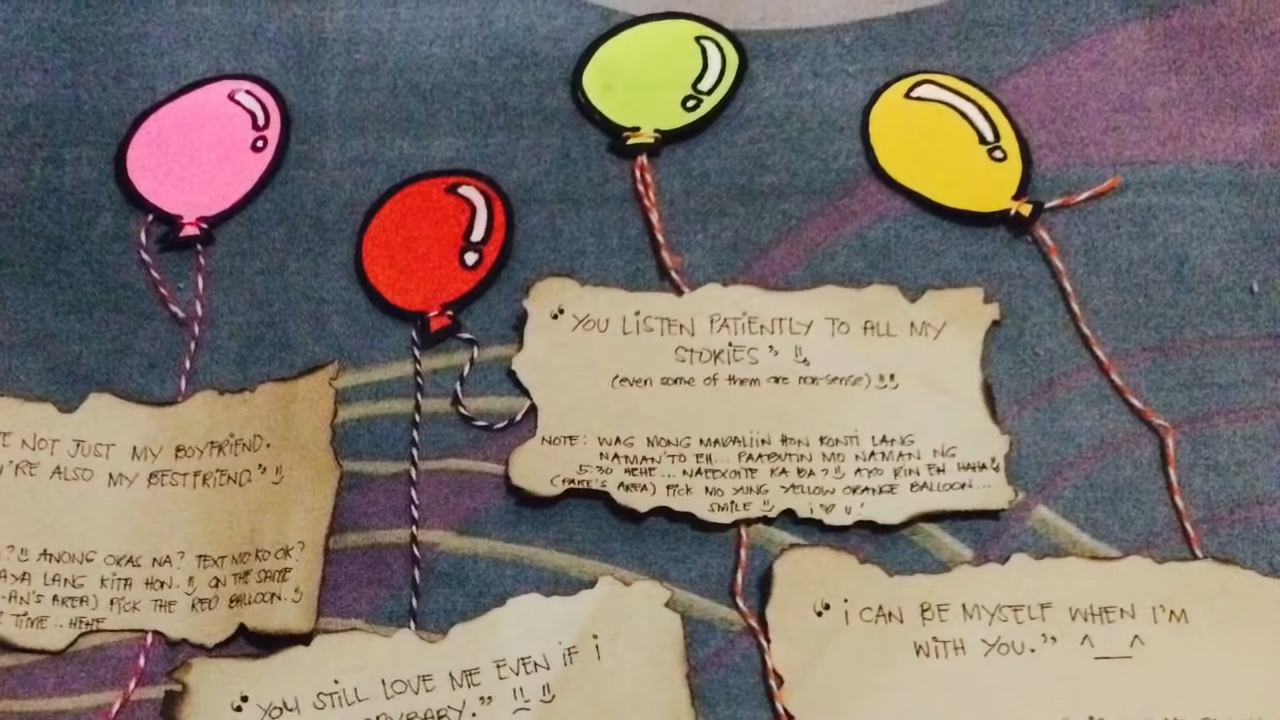 E NOT JUST MY BOYFRIEND.
'RE ALSO MY BESTFRIEND."
? ANONG ORAS NA? TEXT MO KO OK?
AYA LANG KITA HON. ON THE SAME
AN'S AREA) PICK THE RED BALLOON.
TIME .. HEHE
"YOU STILL LOVE ME EVEN IF I
CRYBABY."
"YOU LISTEN PATIENTLY TO ALL MY
STORIES"
(even some of them are non-sense)
NOTE: WAG MONG MADALIIN HON KONTI LANG
NAMAN 'TO EH... PAABUTIN MO NAMAN NG
5:30 HEHE... NAEEXCITE KA BA? AKO RIN EH HAHA
AREA) PICK MO YUNG YELLOW ORANGE BALLOON...
SMILE i ♡ U!
"I CAN BE MYSELF WHEN I'M
WITH YOU." ^__^